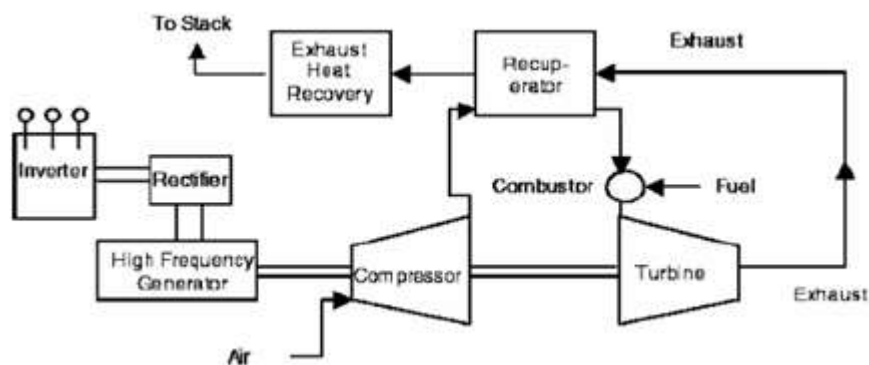 To Stack
Exhaust
Heat
Recovery
Recup-
erator
Exhaust
Inverter
Rectifier
Combustor
Fuel
High Frequency
Generator
Compressor
Turbine
Exhaust
Air